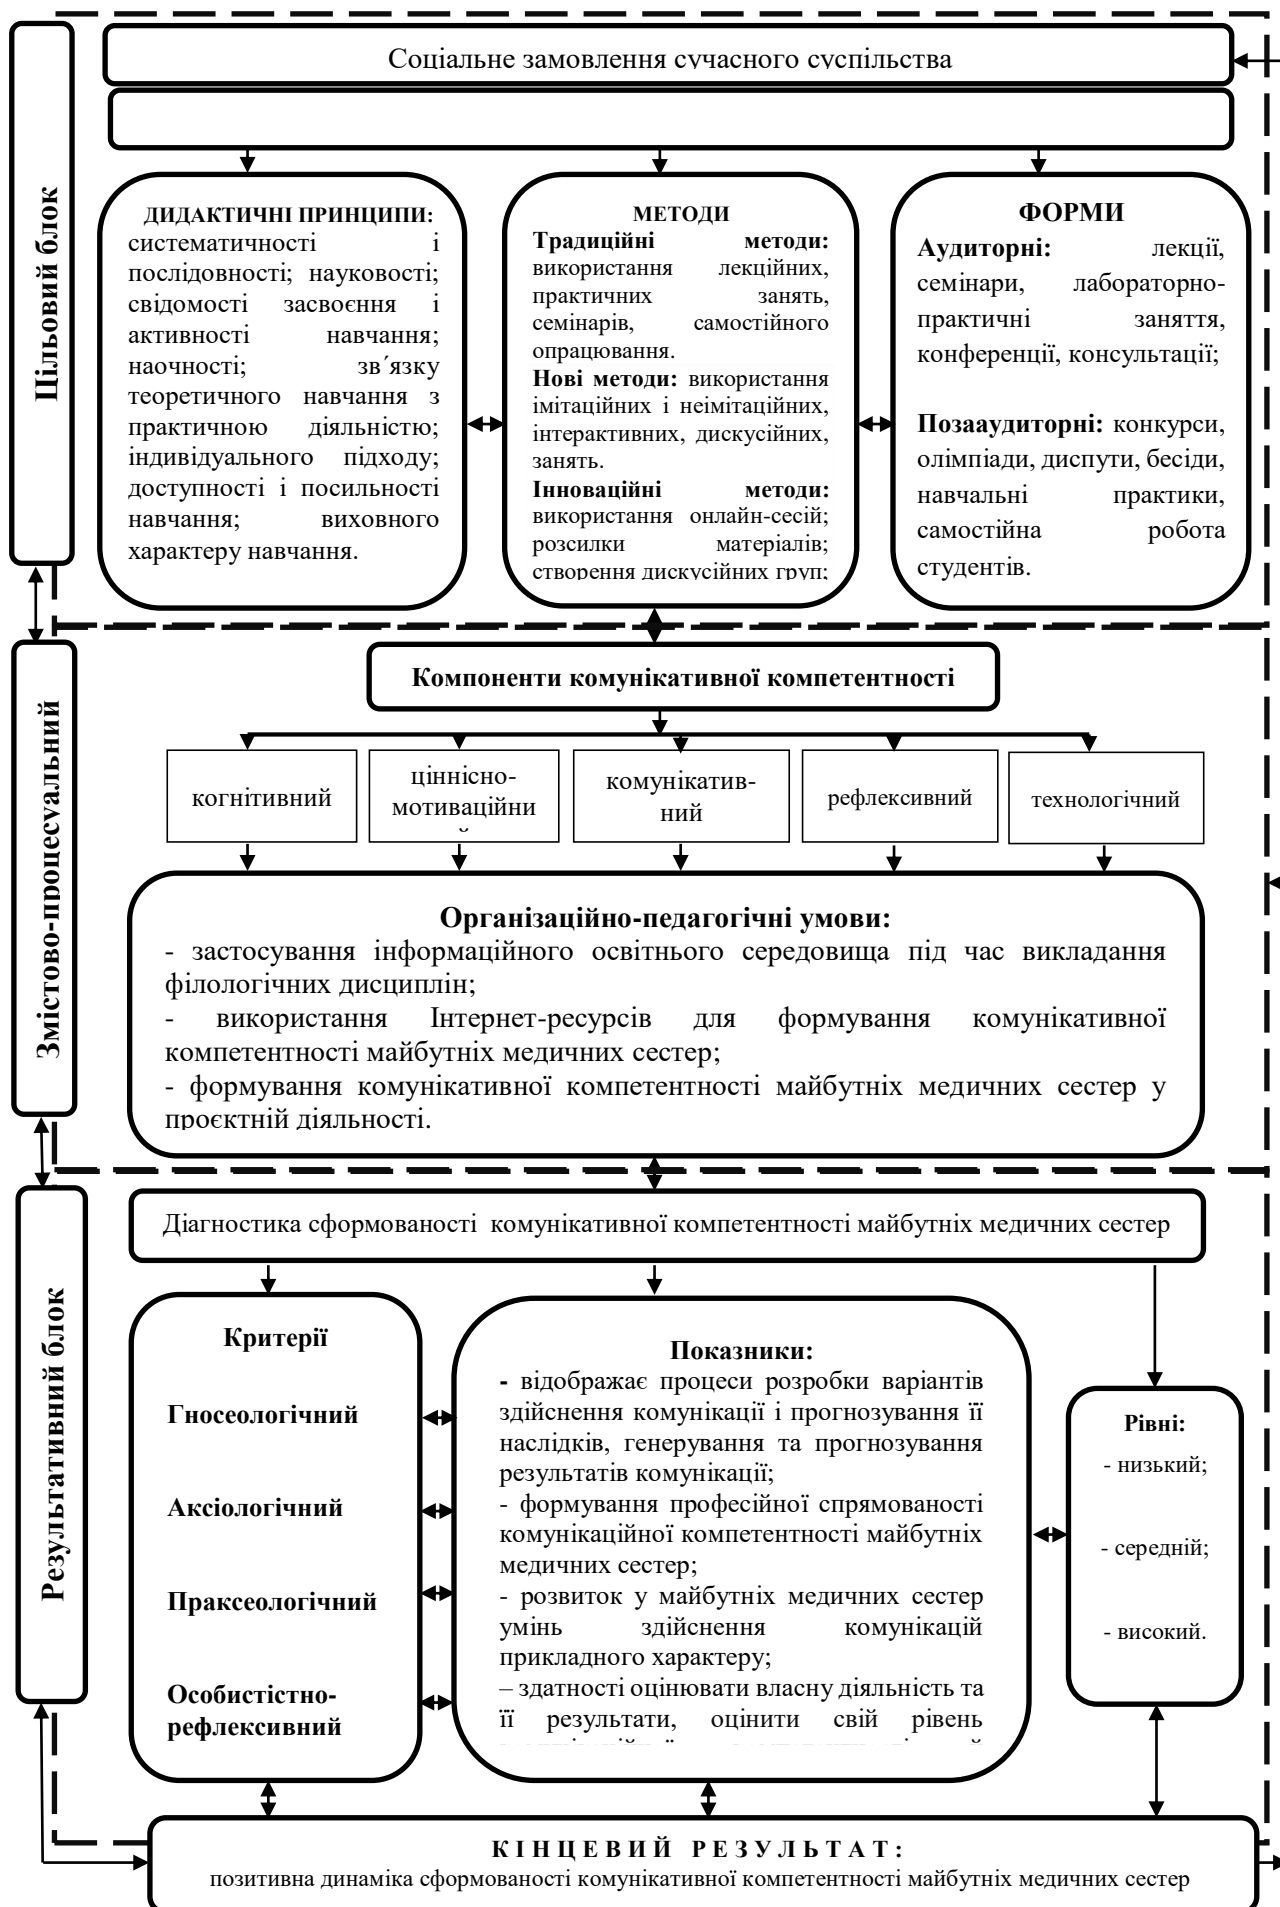 Соціальне замовлення сучасного суспільства
Цільовий блок
ДИДАКТИЧНІ ПРИНЦИПИ:
систематичності і
послідовності; науковості;
свідомості засвоєння і
активності навчання;
наочності; зв´язку
теоретичного навчання з
практичною діяльністю;
індивідуального підходу;
доступності і посильності
навчання; виховного
характеру навчання.
МЕТОДИ
Традиційні методи:
використання лекційних,
практичних занять,
семінарів, самостійного
опрацювання.
Нові методи: використання
імітаційних і неімітаційних,
інтерактивних, дискусійних,
занять.
Інноваційні методи:
використання онлайн-сесій;
розсилки матеріалів;
створення дискусійних груп;
ФОРМИ
Аудиторні: лекції,
семінари, лабораторно-
практичні заняття,
конференції, консультації;
Позааудиторні: конкурси,
олімпіади, диспути, бесіди,
навчальні практики,
самостійна робота
студентів.
Змістово-процесуальний
Компоненти комунікативної компетентності
когнітивний
ціннісно-
мотиваційни
комунікатив-
ний
рефлексивний
технологічний
Організаційно-педагогічні умови:
- застосування інформаційного освітнього середовища під час викладання
філологічних дисциплін;
- використання Інтернет-ресурсів для формування комунікативної
компетентності майбутніх медичних сестер;
- формування комунікативної компетентності майбутніх медичних сестер у
проєктній діяльності.
Результативний блок
Діагностика сформованості комунікативної компетентності майбутніх медичних сестер
Критерії
Гносеологічний
Аксіологічний
Праксеологічний
Особистістно-
рефлексивний
Показники:
- відображає процеси розробки варіантів
здійснення комунікації і прогнозування її
наслідків, генерування та прогнозування
результатів комунікації;
- формування професійної спрямованості
комунікаційної компетентності майбутніх
медичних сестер;
- розвиток у майбутніх медичних сестер
умінь здійснення комунікацій
прикладного характеру;
– здатності оцінювати власну діяльність та
її результати, оцінити свій рівень
Рівні:
- низький;
- середній;
- високий.
КІНЦЕВИЙ РЕЗУЛЬТАТ:
позитивна динаміка сформованості комунікативної компетентності майбутніх медичних сестер